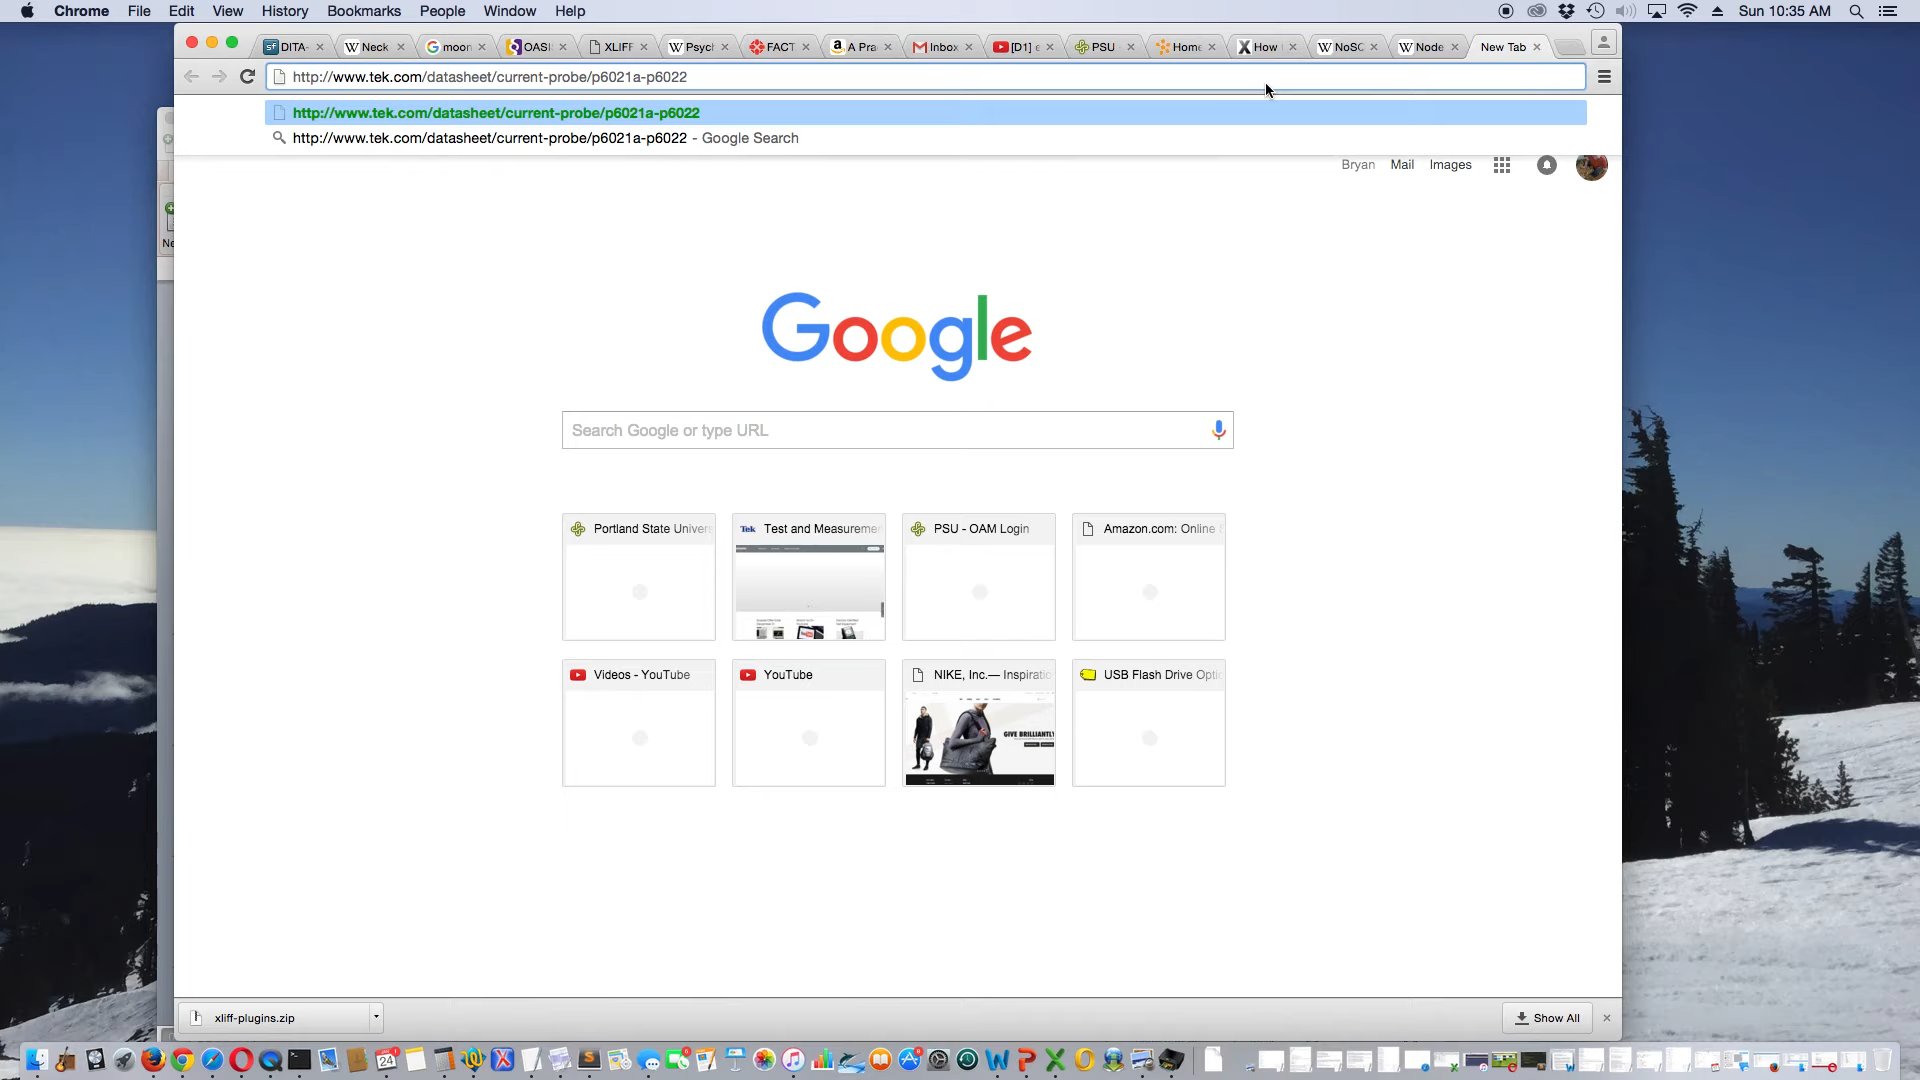 Chrome File Edit View History Bookmarks People Window Help Sun 10:35 AM
DITA- Neck moon OASI XLIFF Psych FACT A Pra Inbox [D1] e PSU Home How NoSC Node New Tab
http://www.tek.com/datasheet/current-probe/p6021a-p6022
http://www.tek.com/datasheet/current-probe/p6021a-p6022
http://www.tek.com/datasheet/current-probe/p6021a-p6022 - Google Search
Bryan Mail Images
Ne
Google
Search Google or type URL
Portland State Univer Tek Test and Measureme PSU - OAM Login Amazon.com: Online
Videos - YouTube YouTube NIKE, Inc.— Inspiratio USB Flash Drive Optio
GIVE BRILLIANTLY
xliff-plugins.zip Show All
24